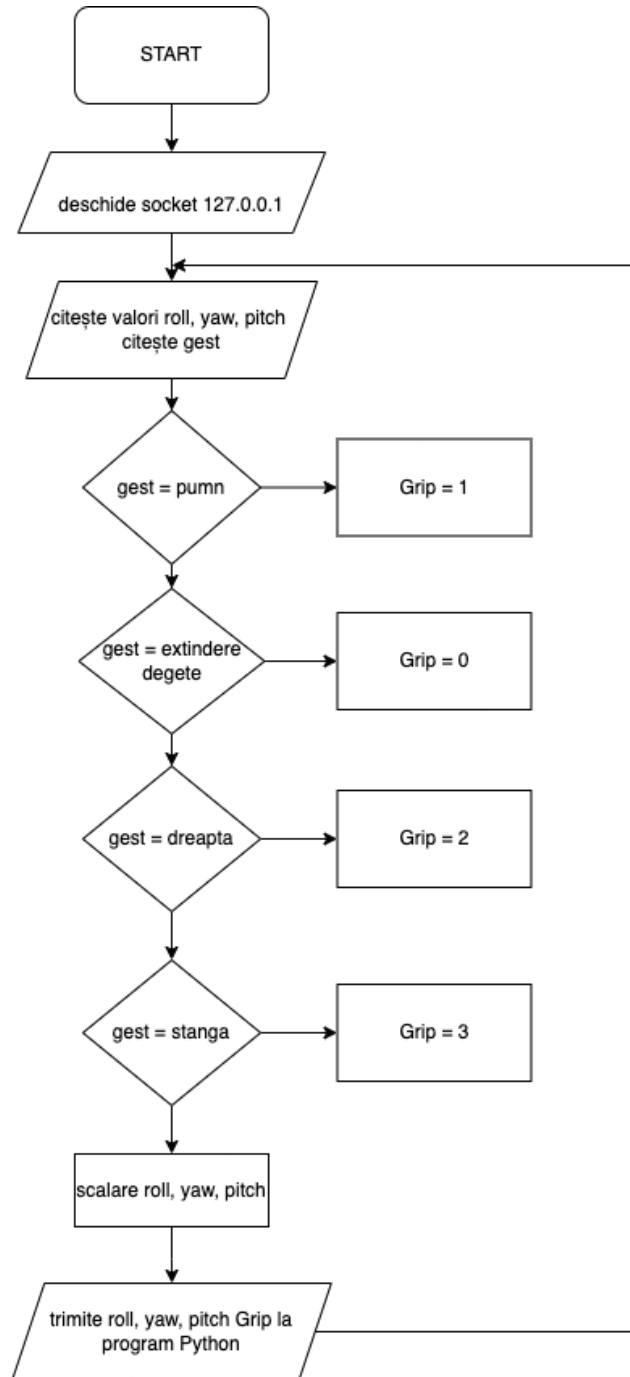 START
deschide socket 127.0.0.1
citește valori roll, yaw, pitch
citește gest
gest = pumn
Grip = 1
gest = extindere
degete
Grip = 0
gest = dreapta
Grip = 2
gest = stanga
Grip = 3
scalare roll, yaw, pitch
trimite roll, yaw, pitch Grip la
program Python